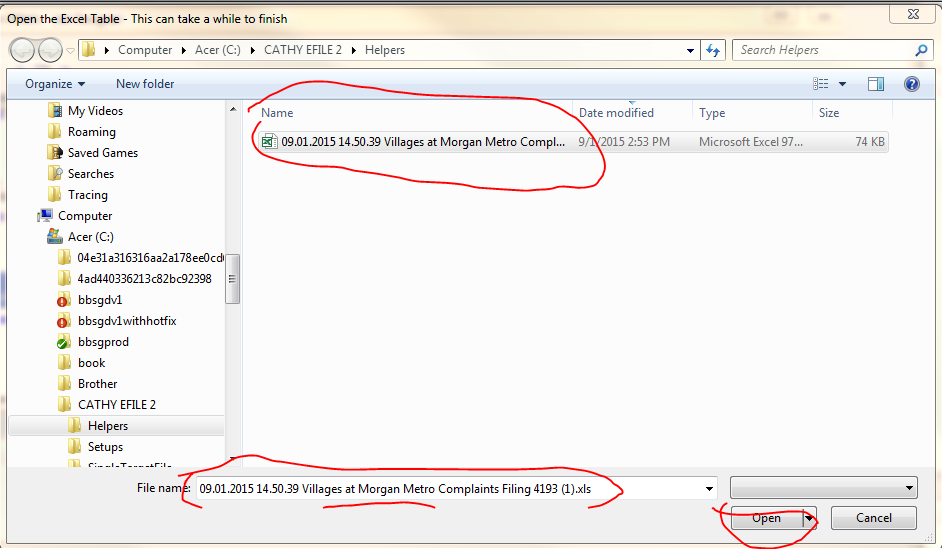 Open the Excel Table - This can take a while to finish
Computer Acer (C:) CATHY EFILE 2 Helpers
Search Helpers
Organize New folder
My Videos
Roaming
Saved Games
Searches
Tracing
Computer
Acer (C:)
04e31a316316aa2a178ee0cd
4ad440336213c82bc92398
bbsgdv1
bbsgdv1withhotfix
bbsgprod
book
Brother
CATHY EFILE 2
Helpers
Setups
SingleTargetFile
Name Date modified Type Size
09.01.2015 14.50.39 Villages at Morgan Metro Compl... 9/1/2015 2:53 PM Microsoft Excel 97... 74 KB
File name: 09.01.2015 14.50.39 Villages at Morgan Metro Complaints Filing 4193 (1).xls
Open Cancel